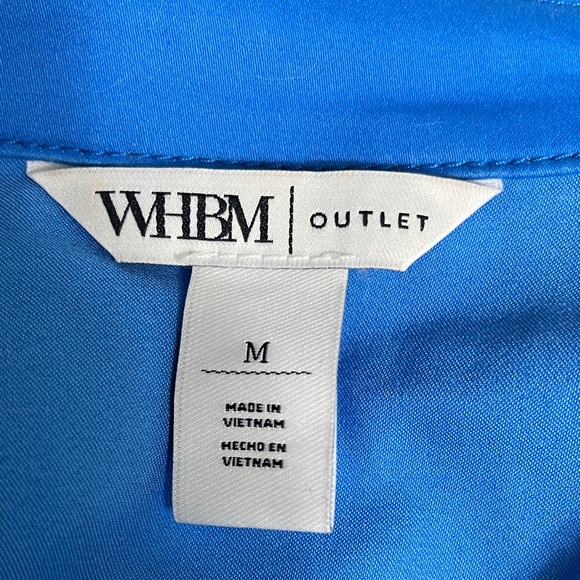 WHBM | OUTLET
M
MADE IN
VIETNAM
HECHO EN
VIETNAM